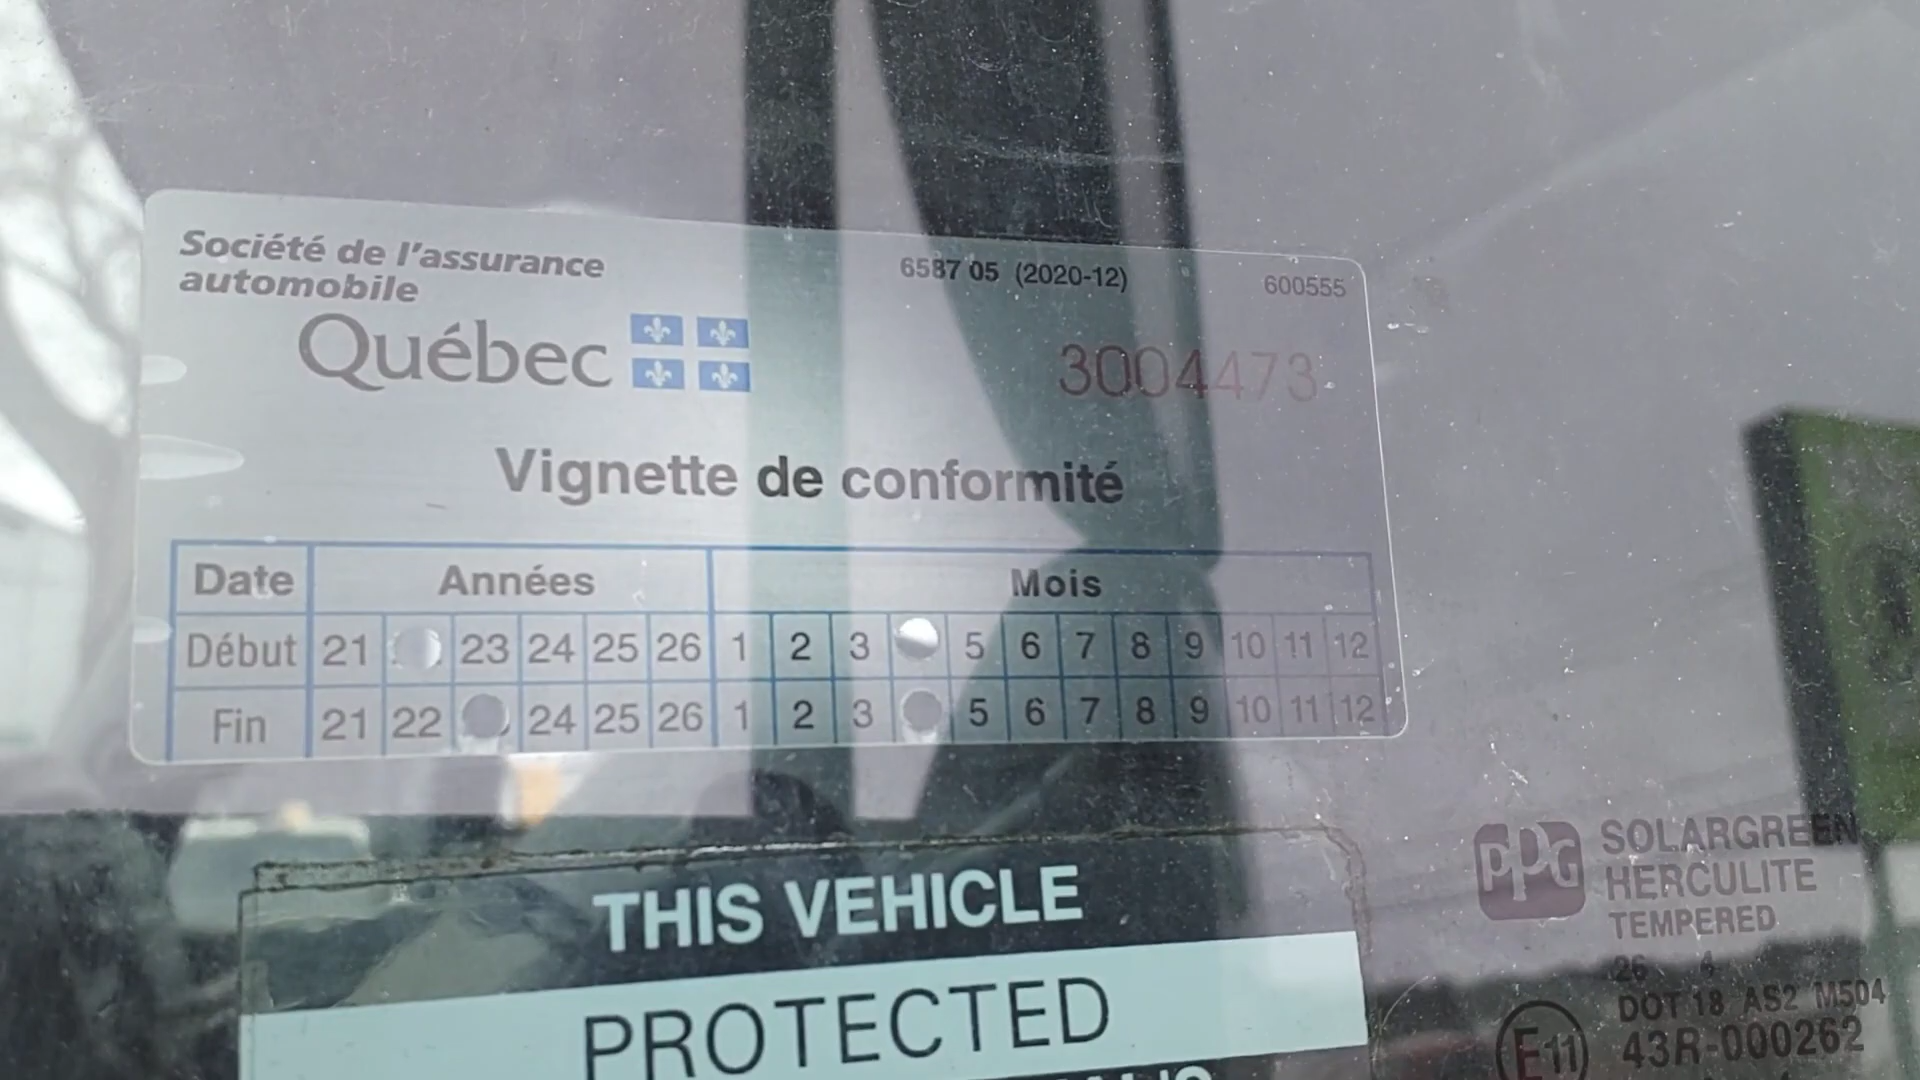 Société de l'assurance
automobile
Québec
6587 05 (2020-12)
600555
3004473
Vignette de conformité
Date Années Mois
Début 21 23 24 25 26 1 2 3 5 6 7 8 9 10 11 12
Fin 21 22 24 25 26 1 2 3 5 6 7 8 9 10 11 12
THIS VEHICLE
PROTECTED
PPG
SOLARGREEN
HERCULITE
TEMPERED
26 4
DOT 18 AS2 M504
E11 43R-000262